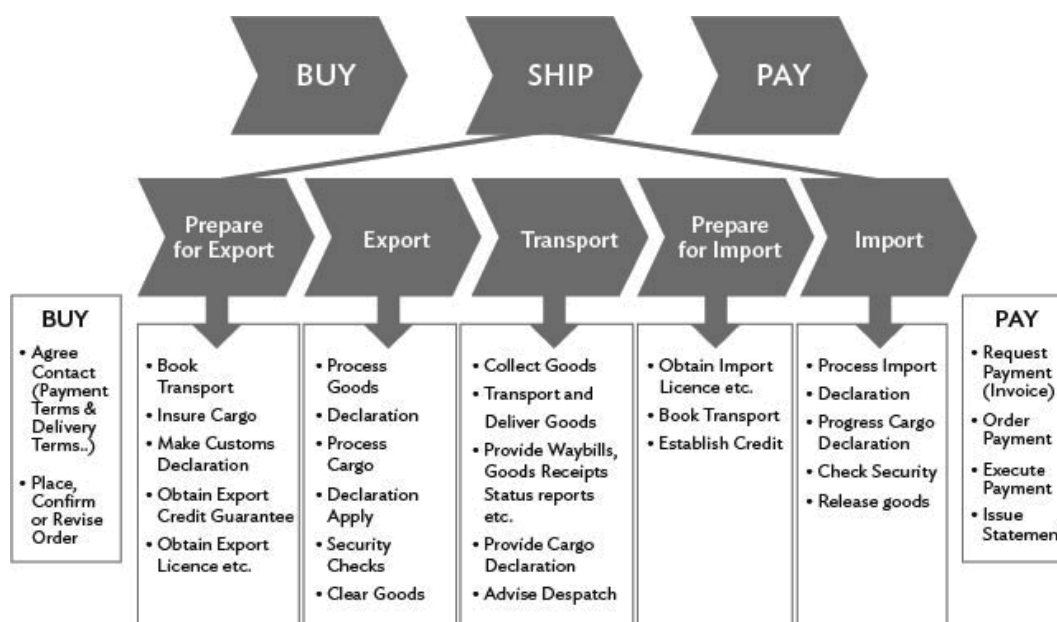 BUY
SHIP
PAY
Prepare
for Export
Export
Transport
Prepare
for Import
Import
BUY
• Agree
Contact
(Payment
Terms &
Delivery
Terms..)
• Place,
Confirm
or Revise
Order
• Book
Transport
• Insure Cargo
• Make Customs
Declaration
• Obtain Export
Credit Guarantee
• Obtain Export
Licence etc.
• Process
Goods
• Declaration
• Process
Cargo
• Declaration
Apply
• Security
Checks
• Clear Goods
• Collect Goods
• Transport and
Deliver Goods
• Provide Waybills,
Goods Receipts
Status reports
etc.
• Provide Cargo
Declaration
• Advise Despatch
• Obtain Import
Licence etc.
• Book Transport
• Establish Credit
• Process Import
• Declaration
• Progress Cargo
Declaration
• Check Security
• Release goods
PAY
• Request
Payment
(Invoice)
• Order
Payment
• Execute
Payment
• Issue
Statement